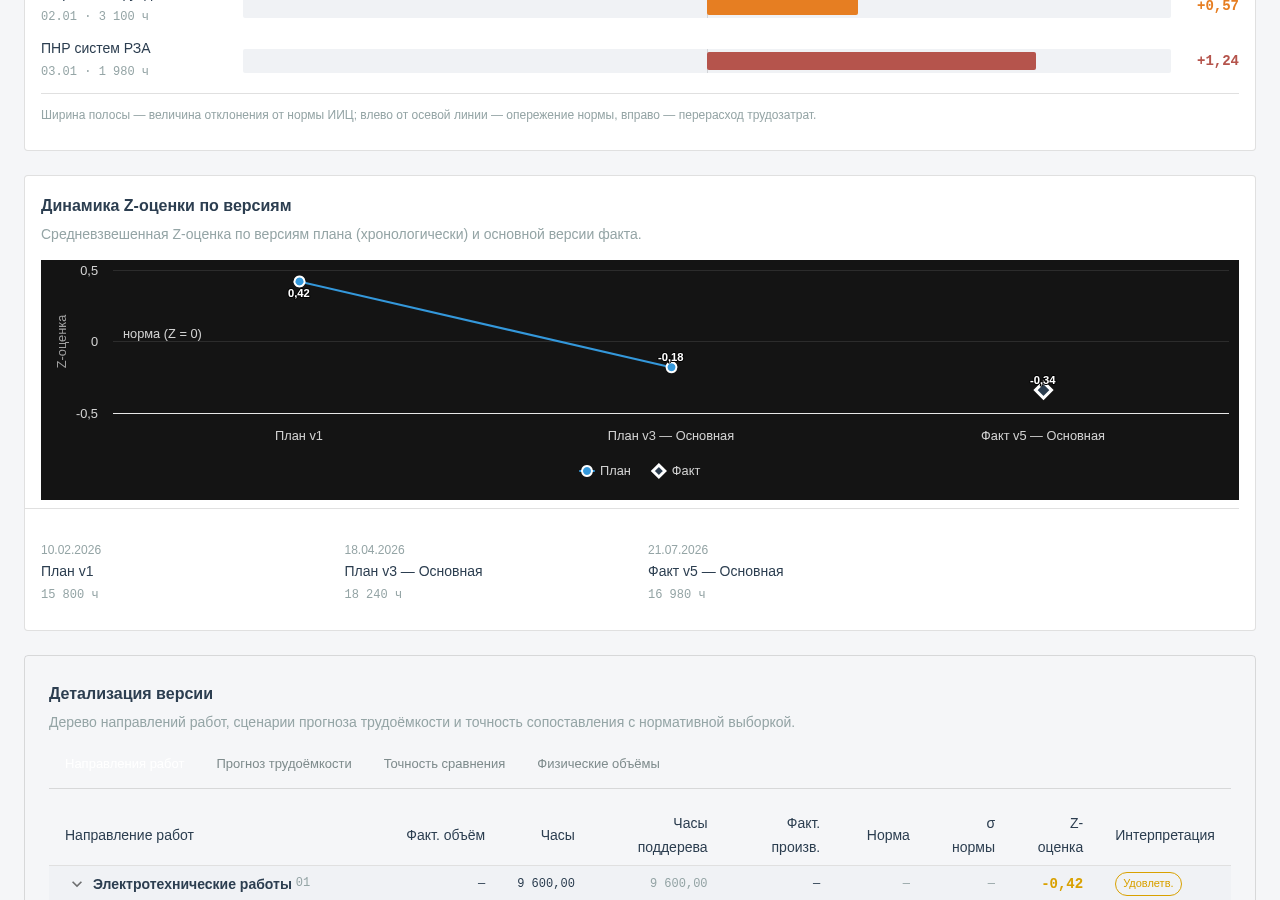 02.01 · 3 100 ч
+0,57
ПНР систем РЗА
03.01 · 1 980 ч
+1,24
Ширина полосы — величина отклонения от нормы ИИЦ; влево от осевой линии — опережение нормы, вправо — перерасход трудозатрат.
Динамика Z-оценки по версиям
Средневзвешенная Z-оценка по версиям плана (хронологически) и основной версии факта.
Z-оценка
0,5
0
-0,5
норма (Z = 0)
0,42
-0,18
-0,34
План v1
План v3 — Основная
Факт v5 — Основная
План
Факт
10.02.2026
План v1
15 800 ч
18.04.2026
План v3 — Основная
18 240 ч
21.07.2026
Факт v5 — Основная
16 980 ч
Детализация версии
Дерево направлений работ, сценарии прогноза трудоёмкости и точность сопоставления с нормативной выборкой.
Направления работ Прогноз трудоёмкости Точность сравнения Физические объёмы
Направление работ Факт. объём Часы Часы поддерева Факт. произв. Норма σ нормы Z-оценка Интерпретация
Электротехнические работы 01 — 9 600,00 9 600,00 — — — -0,42 Удовлетв.